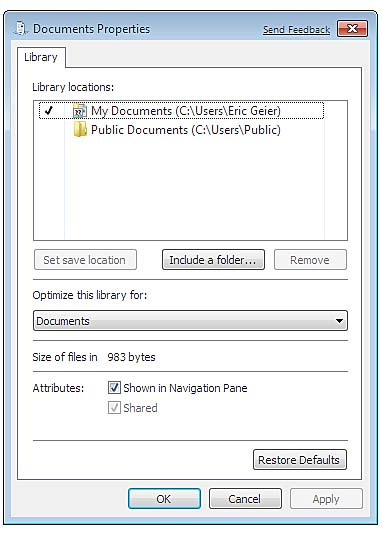 Documents Properties
Send Feedback
Library
Library locations:
My Documents (C:\Users\Eric Geier)
Public Documents (C:\Users\Public)
Set save location
Include a folder...
Remove
Optimize this library for:
Documents
Size of files in 983 bytes
Attributes:
Shown in Navigation Pane
Shared
Restore Defaults
OK
Cancel
Apply